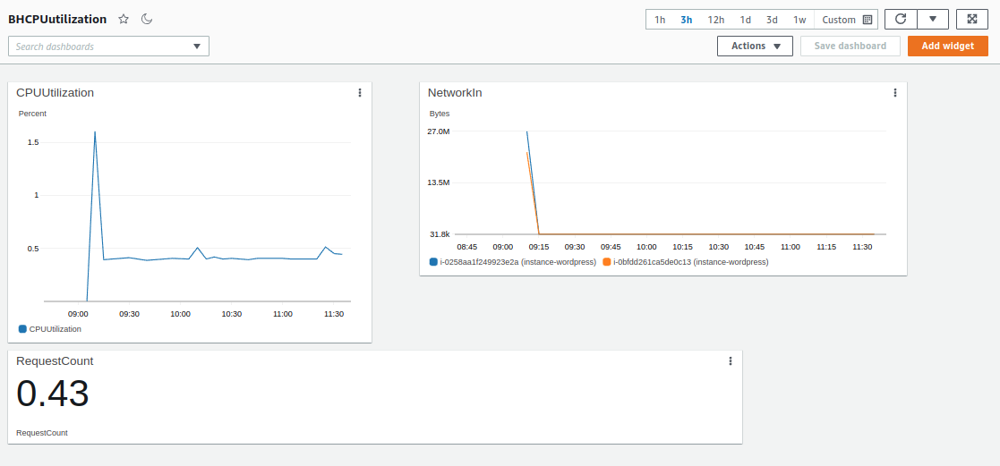 BHCPUutilization
1h 3h 12h 1d 3d 1w Custom
Search dashboards
Actions Save dashboard Add widget
CPUUtilization
Percent
1.5
1
0.5
09:00 09:30 10:00 10:30 11:00 11:30
CPUUtilization
NetworkIn
Bytes
27.0M
13.5M
31.8k
08:45 09:00 09:15 09:30 09:45 10:00 10:15 10:30 10:45 11:00 11:15 11:30
i-0258aa1f249923e2a (instance-wordpress) i-0bfdd261ca5de0c13 (instance-wordpress)
RequestCount
0.43
RequestCount